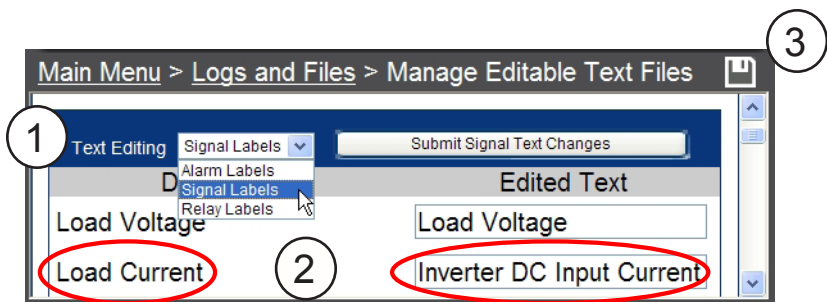 3
Main Menu > Logs and Files > Manage Editable Text Files
1
Text Editing Signal Labels Submit Signal Text Changes
Alarm Labels
Signal Labels
Relay Labels
D Edited Text
Load Voltage Load Voltage
Load Current 2 Inverter DC Input Current